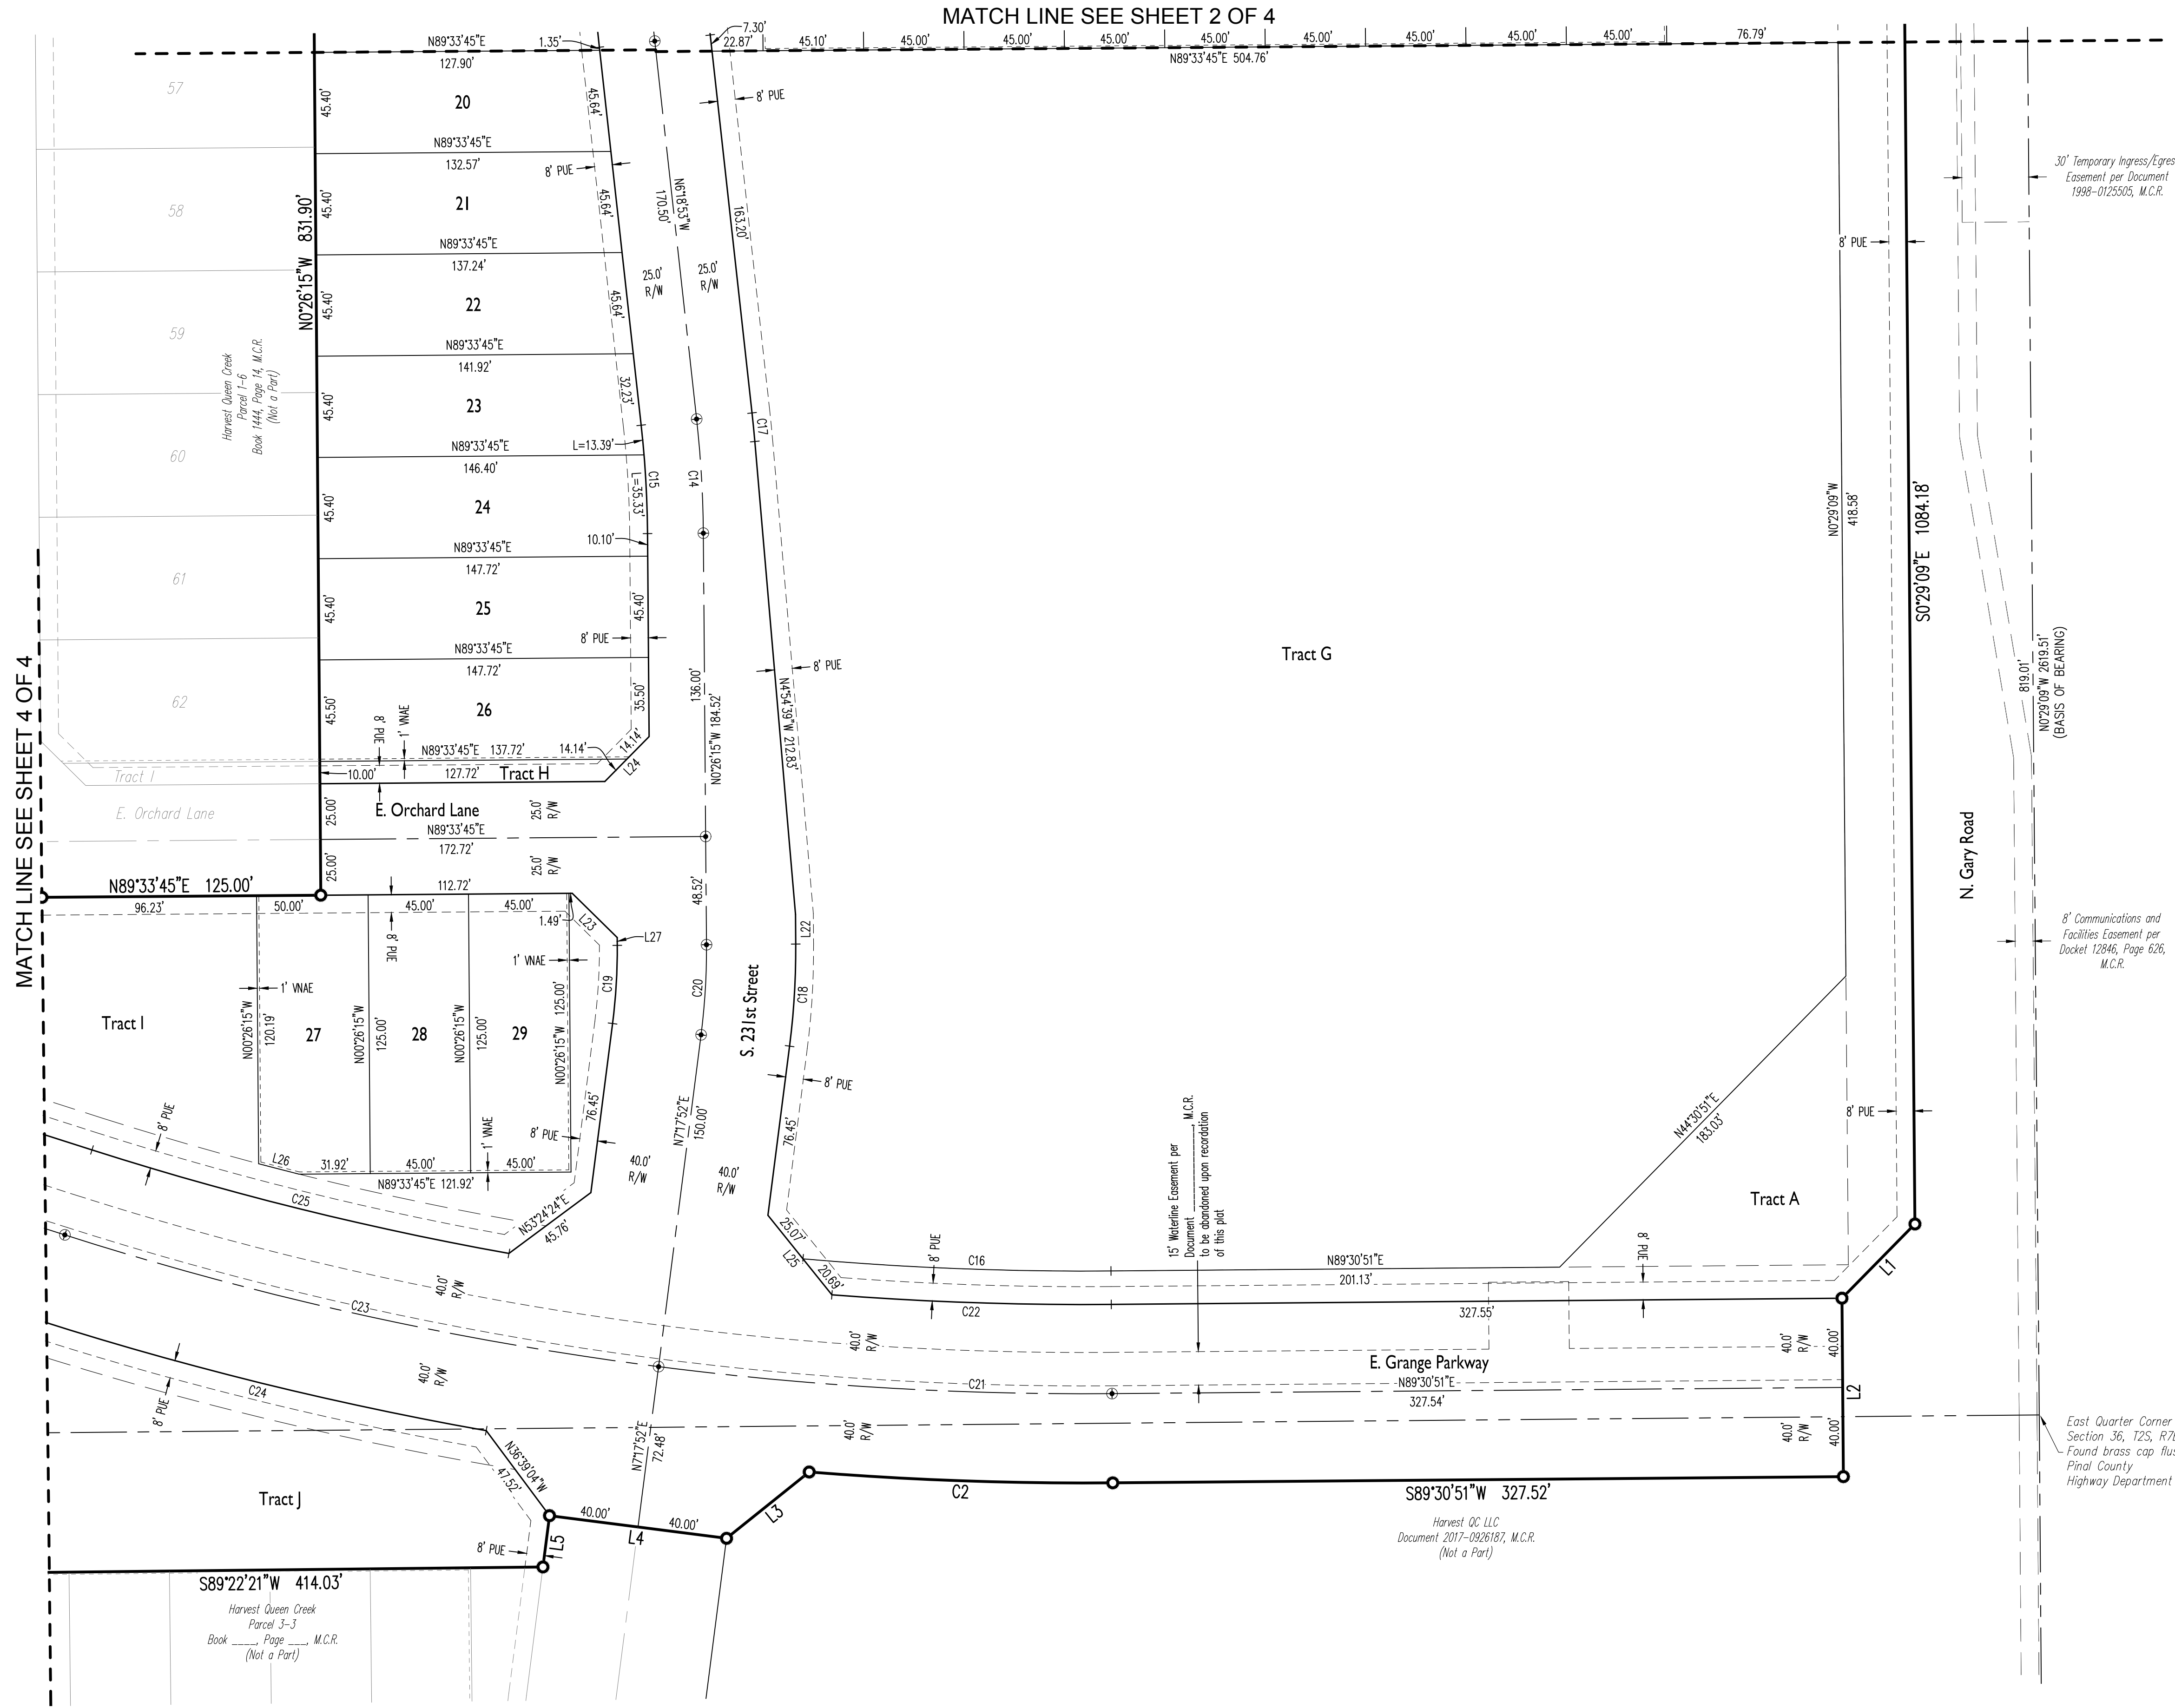 MATCH LINE SEE SHEET 2 OF 4
7.30'
22.87'
45.10'
45.00'
45.00'
45.00'
45.00'
45.00'
45.00'
45.00'
45.00'
76.79'
N89°33'45"E 504.76'
N89°33'45"E
1.35'
127.90'
20
45.40'
45.64'
8' PUE
57
N89°33'45"E
132.57'
8' PUE
21
45.40'
45.64'
58
N89°33'45"E
137.24'
22
45.40'
45.64'
59
N89°33'45"E
141.92'
23
45.40'
32.23'
60
N89°33'45"E
L=13.39'
146.40'
24
45.40'
L=35.33'
C15
10.10'
61
N89°33'45"E
147.72'
25
45.40'
45.40'
8' PUE
N89°33'45"E
147.72'
26
45.50'
35.50'
62
8' PUE
1' VNAE
N89°33'45"E 137.72'
14.14'
14.14'
L24
10.00'
127.72'
Tract H
Tract I
N0°26'15"W 831.90'
Harvest Queen Creek
Parcel 1-6
Book 1444, Page 14, M.C.R.
(Not a Part)
N6°18'53"W
170.50'
163.20'
25.0'
R/W
25.0'
R/W
C17
C14
136.00'
N0°26'15"W 184.52'
N4°54'39"W 212.83'
8' PUE
Tract G
N0°29'09"W
418.58'
8' PUE
S0°29'09"E 1084.18'
30' Temporary Ingress/Egres
Easement per Document
1998-0125505, M.C.R.
819.01'
N0°29'09"W 2619.51'
(BASIS OF BEARING)
N. Gary Road
8' Communications and
Facilities Easement per
Docket 12846, Page 626,
M.C.R.
MATCH LINE SEE SHEET 4 OF 4
E. Orchard Lane
E. Orchard Lane
25.00'
25.0'
R/W
N89°33'45"E
172.72'
25.00'
25.0'
R/W
N89°33'45"E 125.00'
112.72'
96.23'
50.00'
45.00'
45.00'
1.49'
L23
L27
8' PUE
1' VNAE
1' VNAE
Tract I
N00°26'15"W
120.19'
27
N00°26'15"W
125.00'
28
N00°26'15"W
125.00'
29
N00°26'15"W 125.00'
C19
76.45'
48.52'
C20
S. 231st Street
L22
C18
8' PUE
76.45'
N7°17'52"E
150.00'
40.0'
R/W
40.0'
R/W
8' PUE
8' PUE
1' VNAE
L26
31.92'
45.00'
45.00'
N89°33'45"E 121.92'
C25
N53°24'24"E
45.76'
25.07'
L25
20.69'
C16
8' PUE
15' Waterline Easement per
Document ________ M.C.R.
to be abandoned upon recordation
of this plat
N89°30'51"E
201.13'
N44°30'51"E
183.03'
Tract A
8' PUE
8' PUE
L1
C22
327.55'
C23
40.0'
R/W
40.0'
R/W
40.0'
R/W
40.00'
E. Grange Parkway
C21
N89°30'51"E
327.54'
L2
40.0'
R/W
40.0'
R/W
40.0'
R/W
40.00'
C24
8' PUE
N36°39'04"W
47.52'
N7°17'52"E
72.48'
Tract J
8' PUE
L5
40.00'
40.00'
L4
L3
C2
S89°30'51"W 327.52'
Harvest QC LLC
Document 2017-0926187, M.C.R.
(Not a Part)
East Quarter Corner
Section 36, T2S, R7
Found brass cap flus
Pinal County
Highway Department
S89°22'21"W 414.03'
Harvest Queen Creek
Parcel 3-3
Book ____, Page ___, M.C.R.
(Not a Part)